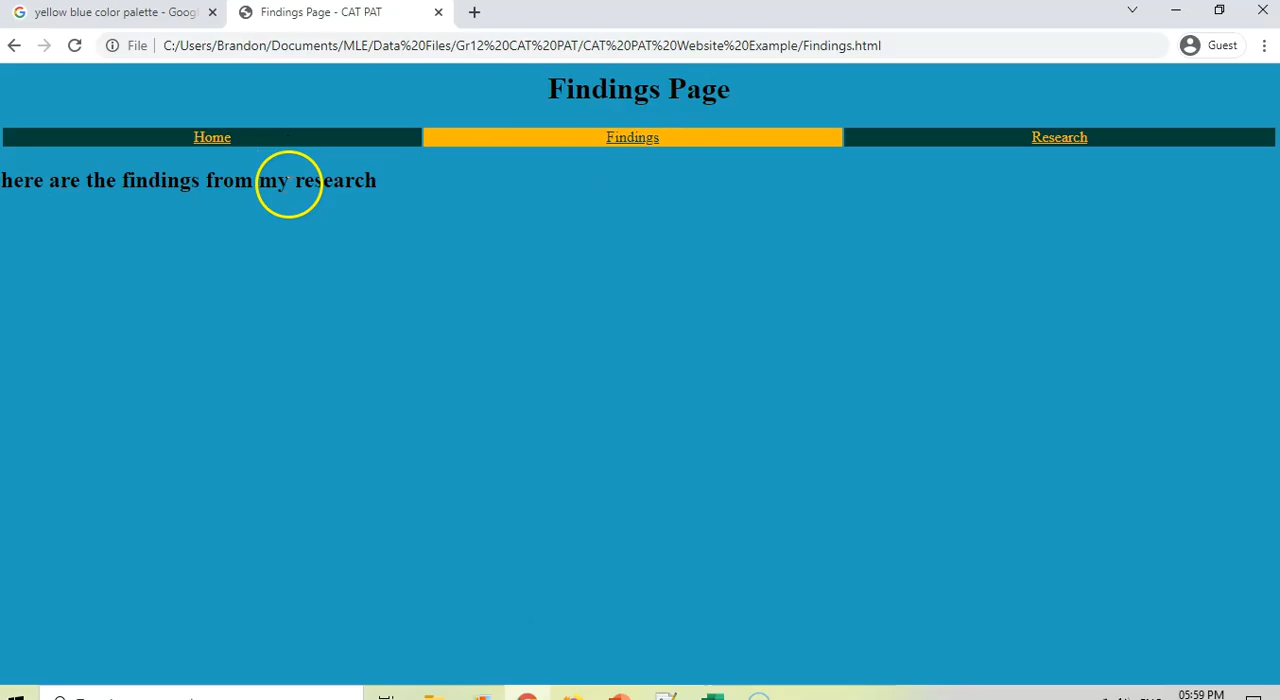 yellow blue color palette - Goog
Findings Page - CAT PAT
File
C:/Users/Brandon/Documents/MLE/Data%20Files/Gr12%20CAT%20PAT/CAT%20PAT%20Website%20Example/Findings.html
Guest
Findings Page
Home
Findings
Research
here are the findings from my research
05:59 PM